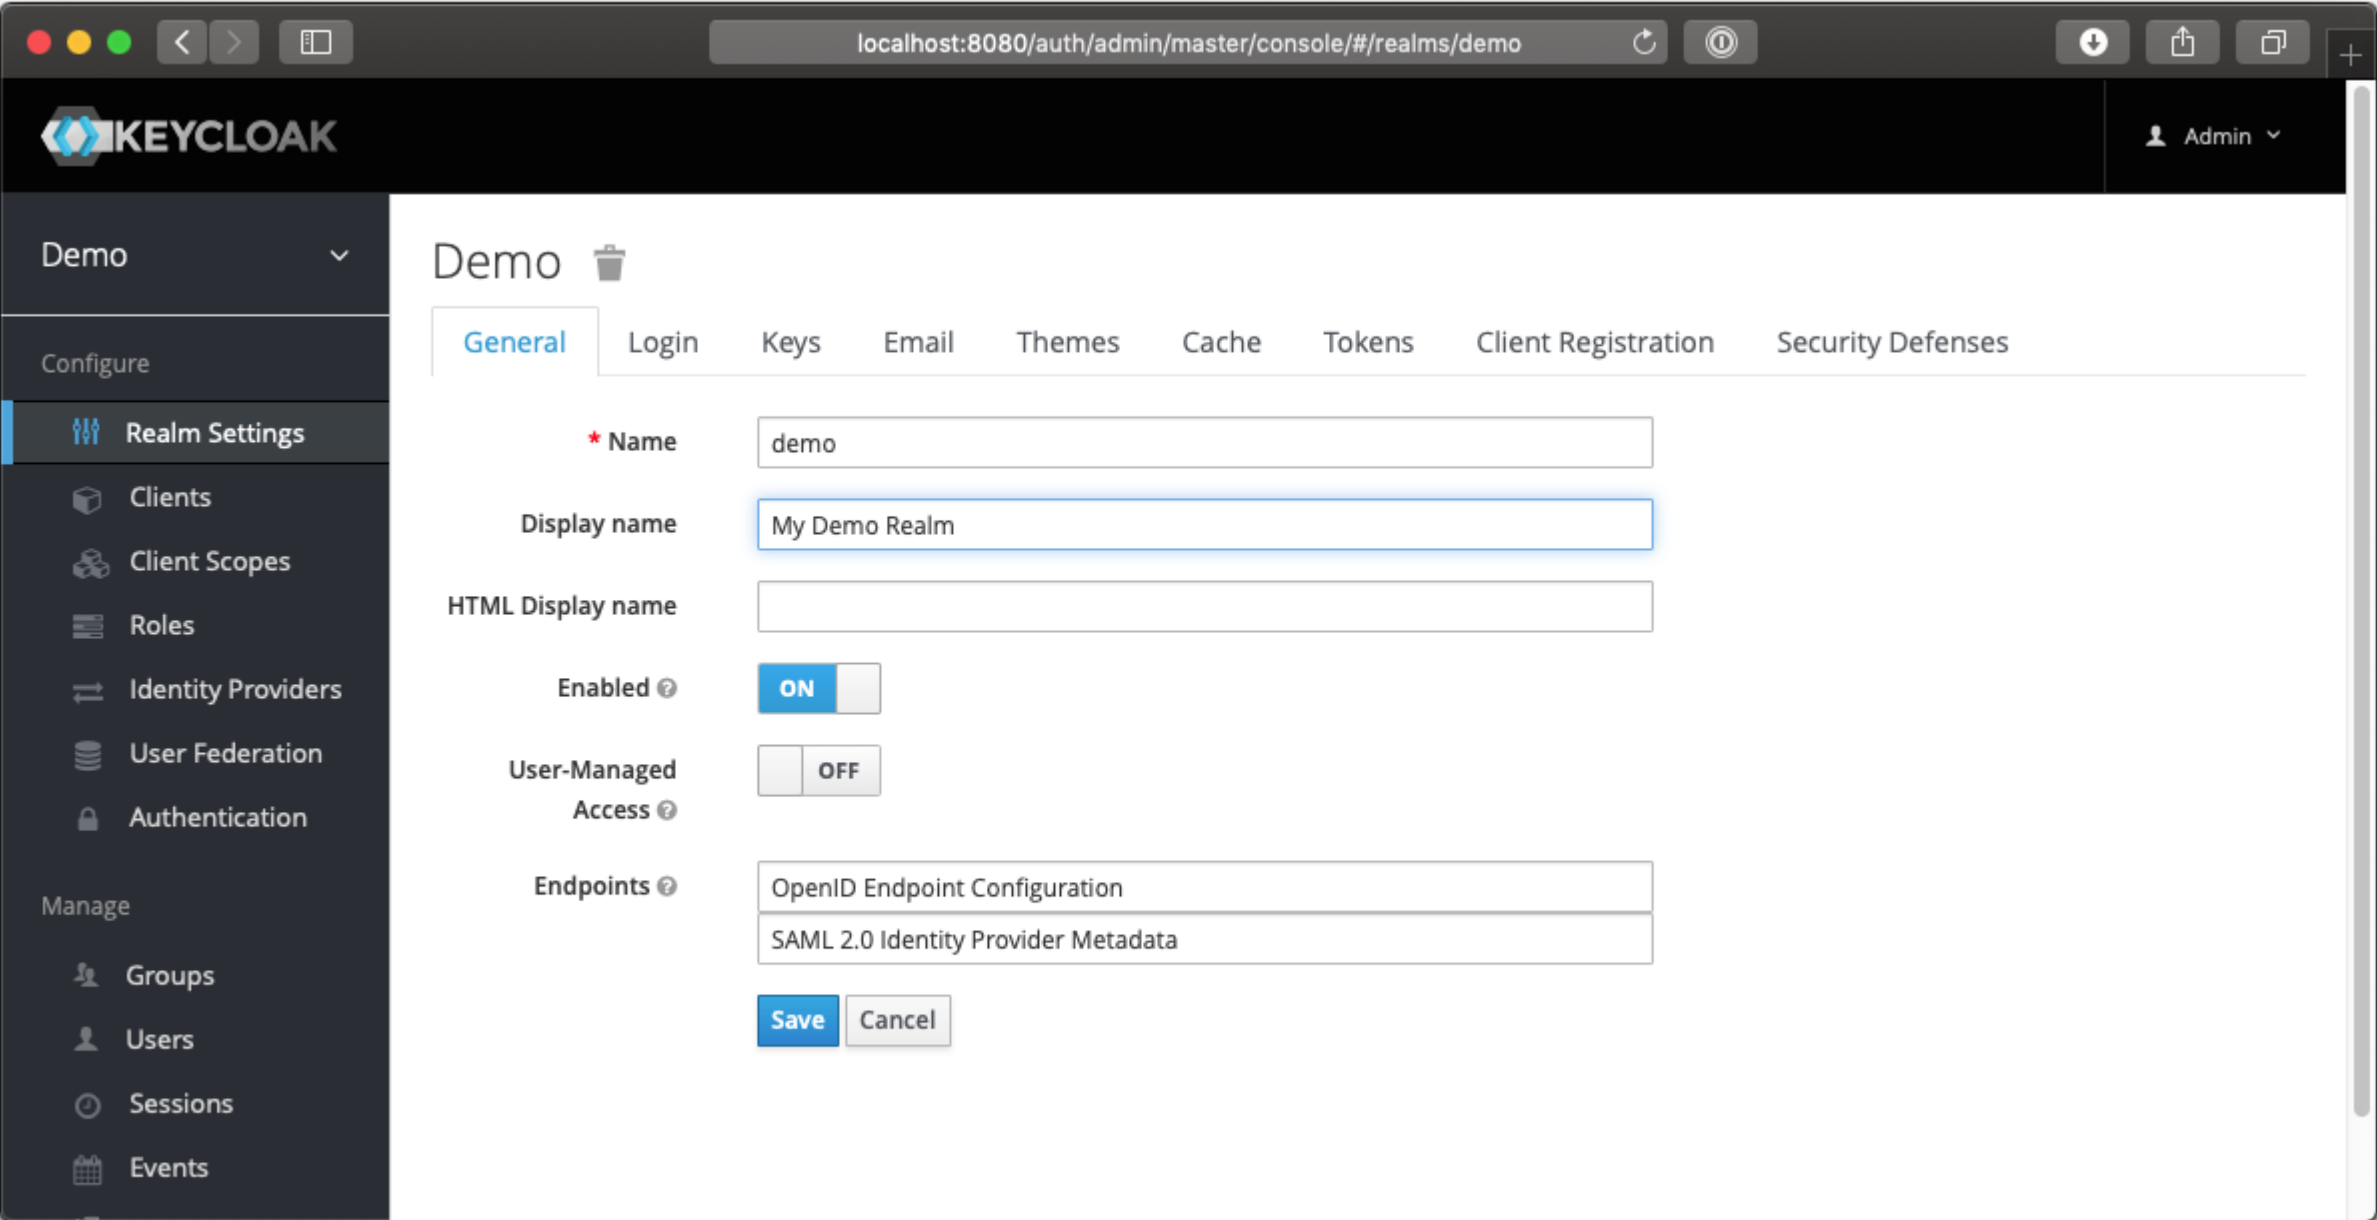 localhost:8080/auth/admin/master/console/#/realms/demo
KEYCLOAK
Admin
Demo
Configure
Realm Settings
Clients
Client Scopes
Roles
Identity Providers
User Federation
Authentication
Manage
Groups
Users
Sessions
Events
Demo
General Login Keys Email Themes Cache Tokens Client Registration Security Defenses
* Name demo
Display name My Demo Realm
HTML Display name
Enabled ON
User-Managed OFF
Access
Endpoints OpenID Endpoint Configuration
SAML 2.0 Identity Provider Metadata
Save Cancel